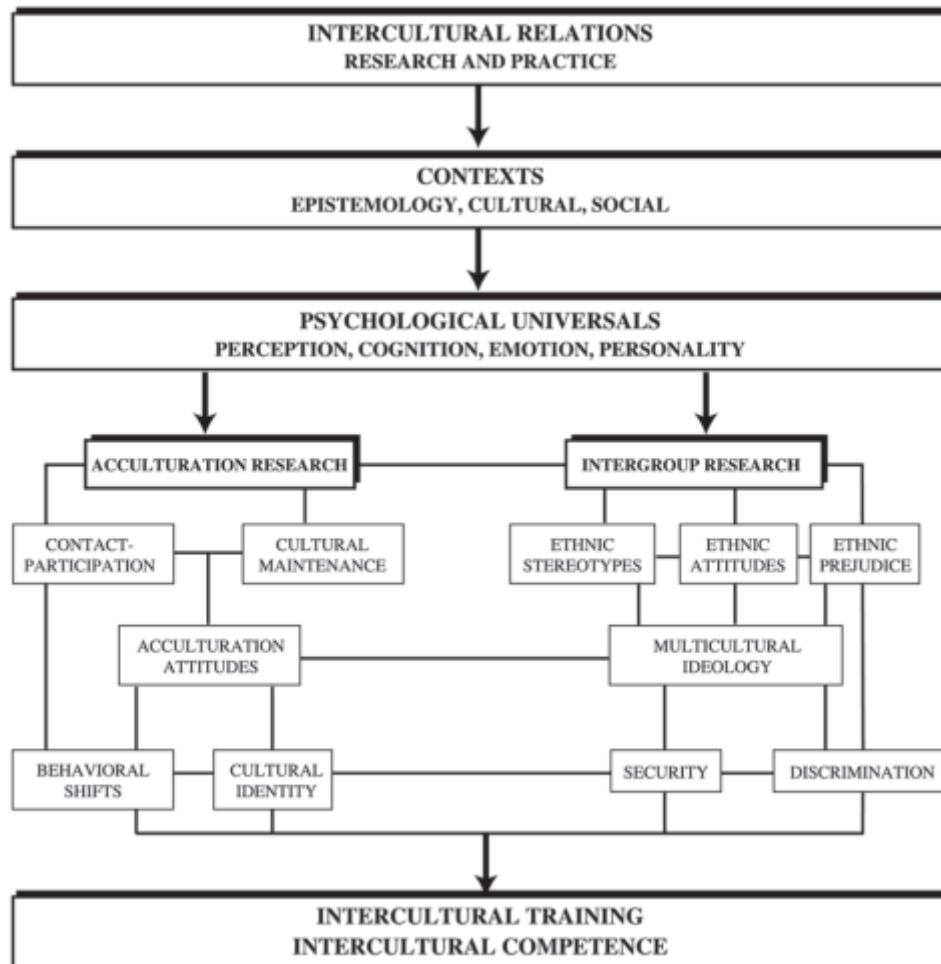 INTERCULTURAL RELATIONS
RESEARCH AND PRACTICE
CONTEXTS
EPISTEMOLOGY, CULTURAL, SOCIAL
PSYCHOLOGICAL UNIVERSALS
PERCEPTION, COGNITION, EMOTION, PERSONALITY
ACCULTURATION RESEARCH
INTERGROUP RESEARCH
CONTACT-
PARTICIPATION
CULTURAL
MAINTENANCE
ETHNIC
STEREOTYPES
ETHNIC
ATTITUDES
ETHNIC
PREJUDICE
ACCULTURATION
ATTITUDES
MULTICULTURAL
IDEOLOGY
BEHAVIORAL
SHIFTS
CULTURAL
IDENTITY
SECURITY
DISCRIMINATION
INTERCULTURAL TRAINING
INTERCULTURAL COMPETENCE